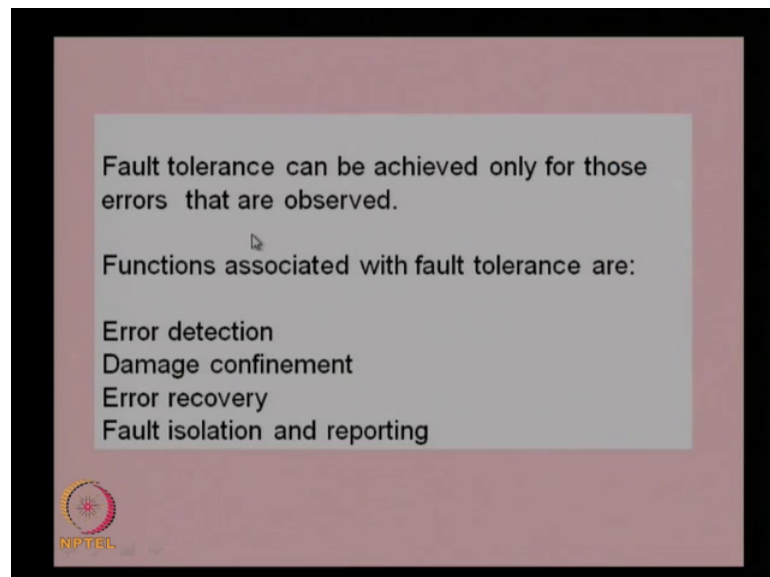 Fault tolerance can be achieved only for those
errors that are observed.
Functions associated with fault tolerance are:
Error detection
Damage confinement
Error recovery
Fault isolation and reporting
NPTEL